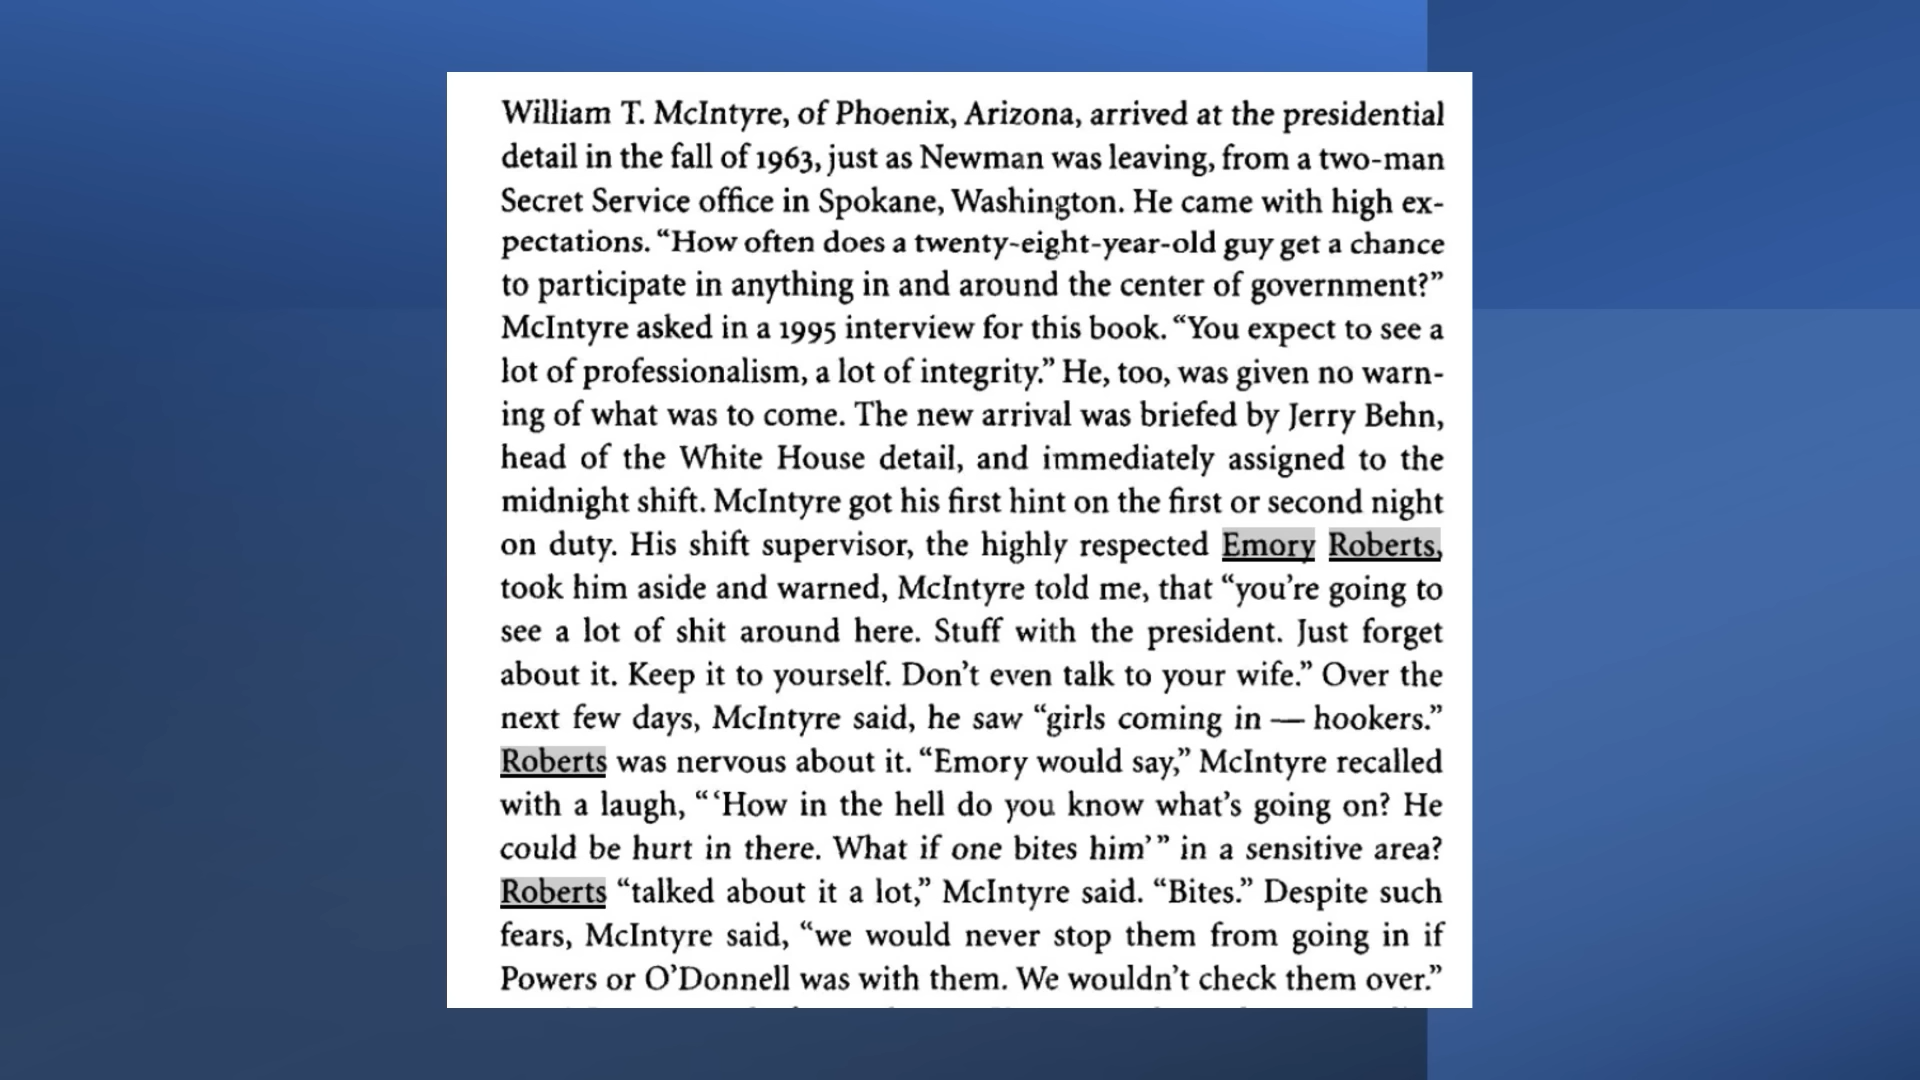 William T. McIntyre, of Phoenix, Arizona, arrived at the presidential
detail in the fall of 1963, just as Newman was leaving, from a two-man
Secret Service office in Spokane, Washington. He came with high ex-
pectations. “How often does a twenty-eight-year-old guy get a chance
to participate in anything in and around the center of government?”
McIntyre asked in a 1995 interview for this book. “You expect to see a
lot of professionalism, a lot of integrity.” He, too, was given no warn-
ing of what was to come. The new arrival was briefed by Jerry Behn,
head of the White House detail, and immediately assigned to the
midnight shift. McIntyre got his first hint on the first or second night
on duty. His shift supervisor, the highly respected Emory Roberts,
took him aside and warned, McIntyre told me, that “you’re going to
see a lot of shit around here. Stuff with the president. Just forget
about it. Keep it to yourself. Don’t even talk to your wife.” Over the
next few days, McIntyre said, he saw “girls coming in — hookers.”
Roberts was nervous about it. “Emory would say,” McIntyre recalled
with a laugh, “‘How in the hell do you know what’s going on? He
could be hurt in there. What if one bites him’” in a sensitive area?
Roberts “talked about it a lot,” McIntyre said. “Bites.” Despite such
fears, McIntyre said, “we would never stop them from going in if
Powers or O’Donnell was with them. We wouldn’t check them over.”